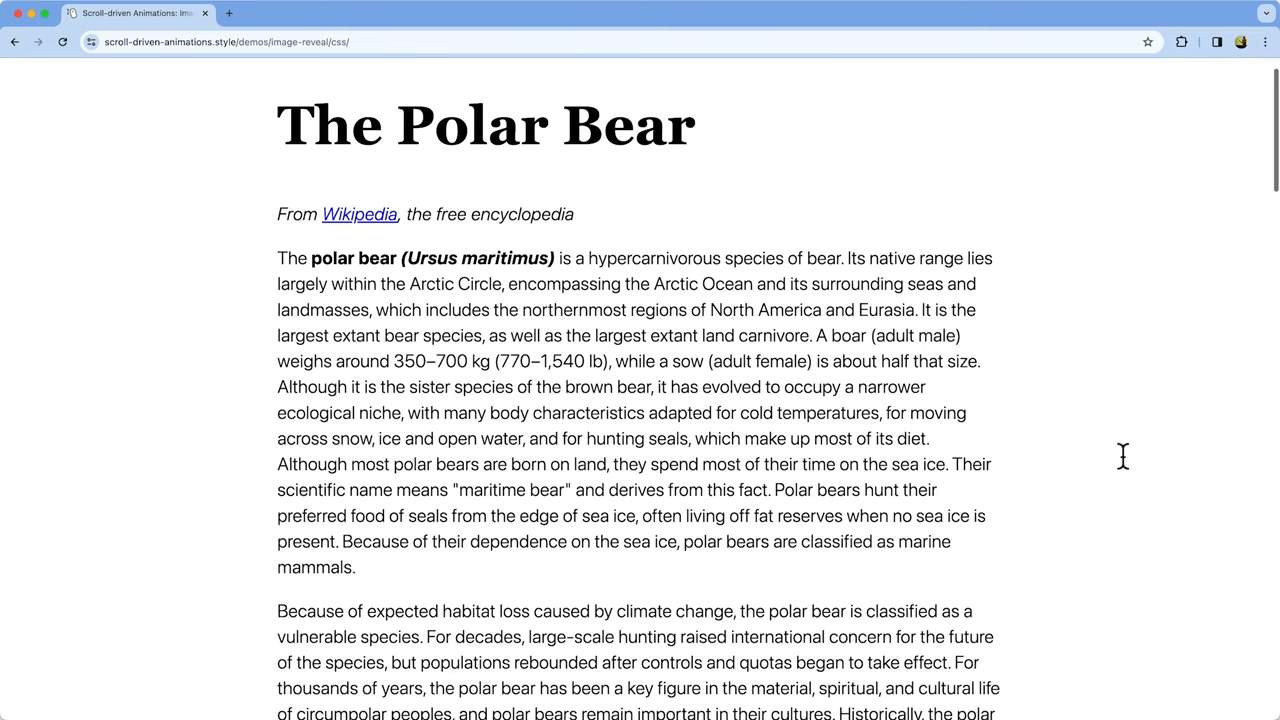 Scroll-driven Animations: Ima
scroll-driven-animations.style/demos/image-reveal/css/
The Polar Bear
From Wikipedia, the free encyclopedia
The polar bear (Ursus maritimus) is a hypercarnivorous species of bear. Its native range lies
largely within the Arctic Circle, encompassing the Arctic Ocean and its surrounding seas and
landmasses, which includes the northernmost regions of North America and Eurasia. It is the
largest extant bear species, as well as the largest extant land carnivore. A boar (adult male)
weighs around 350–700 kg (770–1,540 lb), while a sow (adult female) is about half that size.
Although it is the sister species of the brown bear, it has evolved to occupy a narrower
ecological niche, with many body characteristics adapted for cold temperatures, for moving
across snow, ice and open water, and for hunting seals, which make up most of its diet.
Although most polar bears are born on land, they spend most of their time on the sea ice. Their
scientific name means "maritime bear" and derives from this fact. Polar bears hunt their
preferred food of seals from the edge of sea ice, often living off fat reserves when no sea ice is
present. Because of their dependence on the sea ice, polar bears are classified as marine
mammals.
Because of expected habitat loss caused by climate change, the polar bear is classified as a
vulnerable species. For decades, large-scale hunting raised international concern for the future
of the species, but populations rebounded after controls and quotas began to take effect. For
thousands of years, the polar bear has been a key figure in the material, spiritual, and cultural life
of circumpolar peoples, and polar bears remain important in their cultures. Historically, the polar